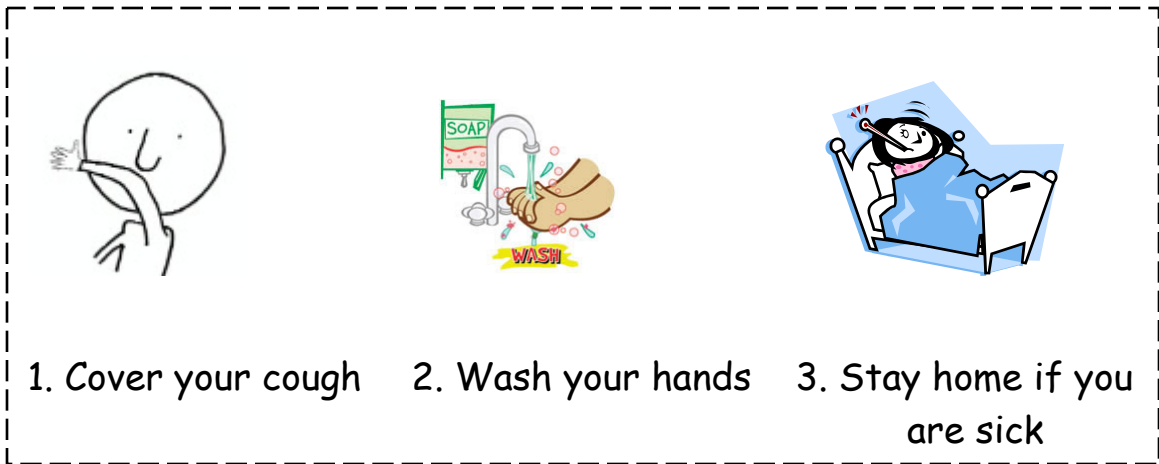 SOAP
WASH
1. Cover your cough
2. Wash your hands
3. Stay home if you
are sick